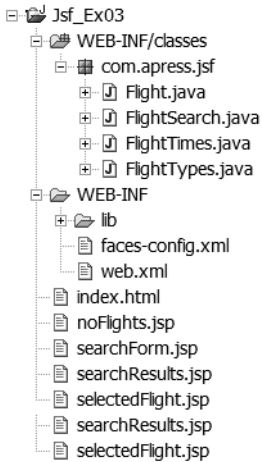 Jsf_Ex03
WEB-INF/classes
com.apress.jsf
Flight.java
FlightSearch.java
FlightTimes.java
FlightTypes.java
WEB-INF
lib
faces-config.xml
web.xml
index.html
noFlights.jsp
searchForm.jsp
searchResults.jsp
selectedFlight.jsp
searchResults.jsp
selectedFlight.jsp